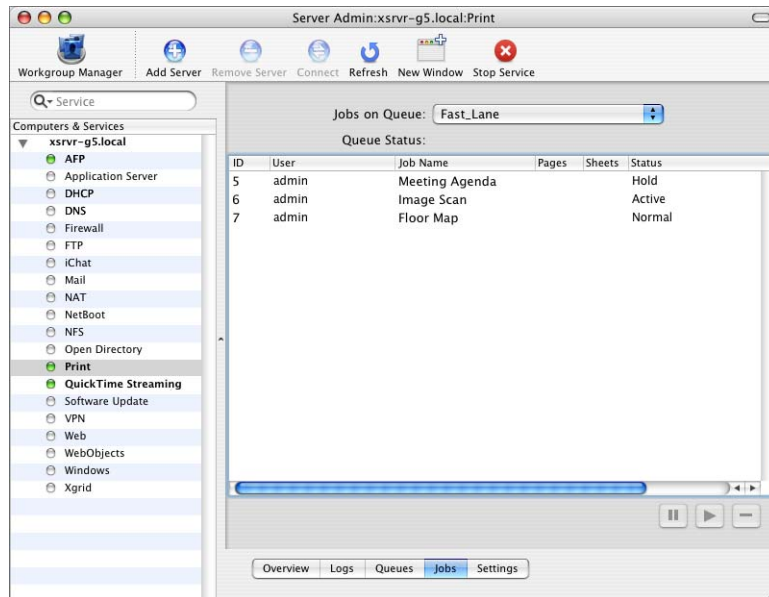 Server Admin:xsrvr-g5.local:Print
Workgroup Manager Add Server Remove Server Connect Refresh New Window Stop Service
Service
Computers & Services
xsrvr-g5.local
AFP
Application Server
DHCP
DNS
Firewall
FTP
iChat
Mail
NAT
NetBoot
NFS
Open Directory
Print
QuickTime Streaming
Software Update
VPN
Web
WebObjects
Windows
Xgrid
Jobs on Queue: Fast_Lane
Queue Status:
ID User Job Name Pages Sheets Status
5 admin Meeting Agenda Hold
6 admin Image Scan Active
7 admin Floor Map Normal
Overview Logs Queues Jobs Settings